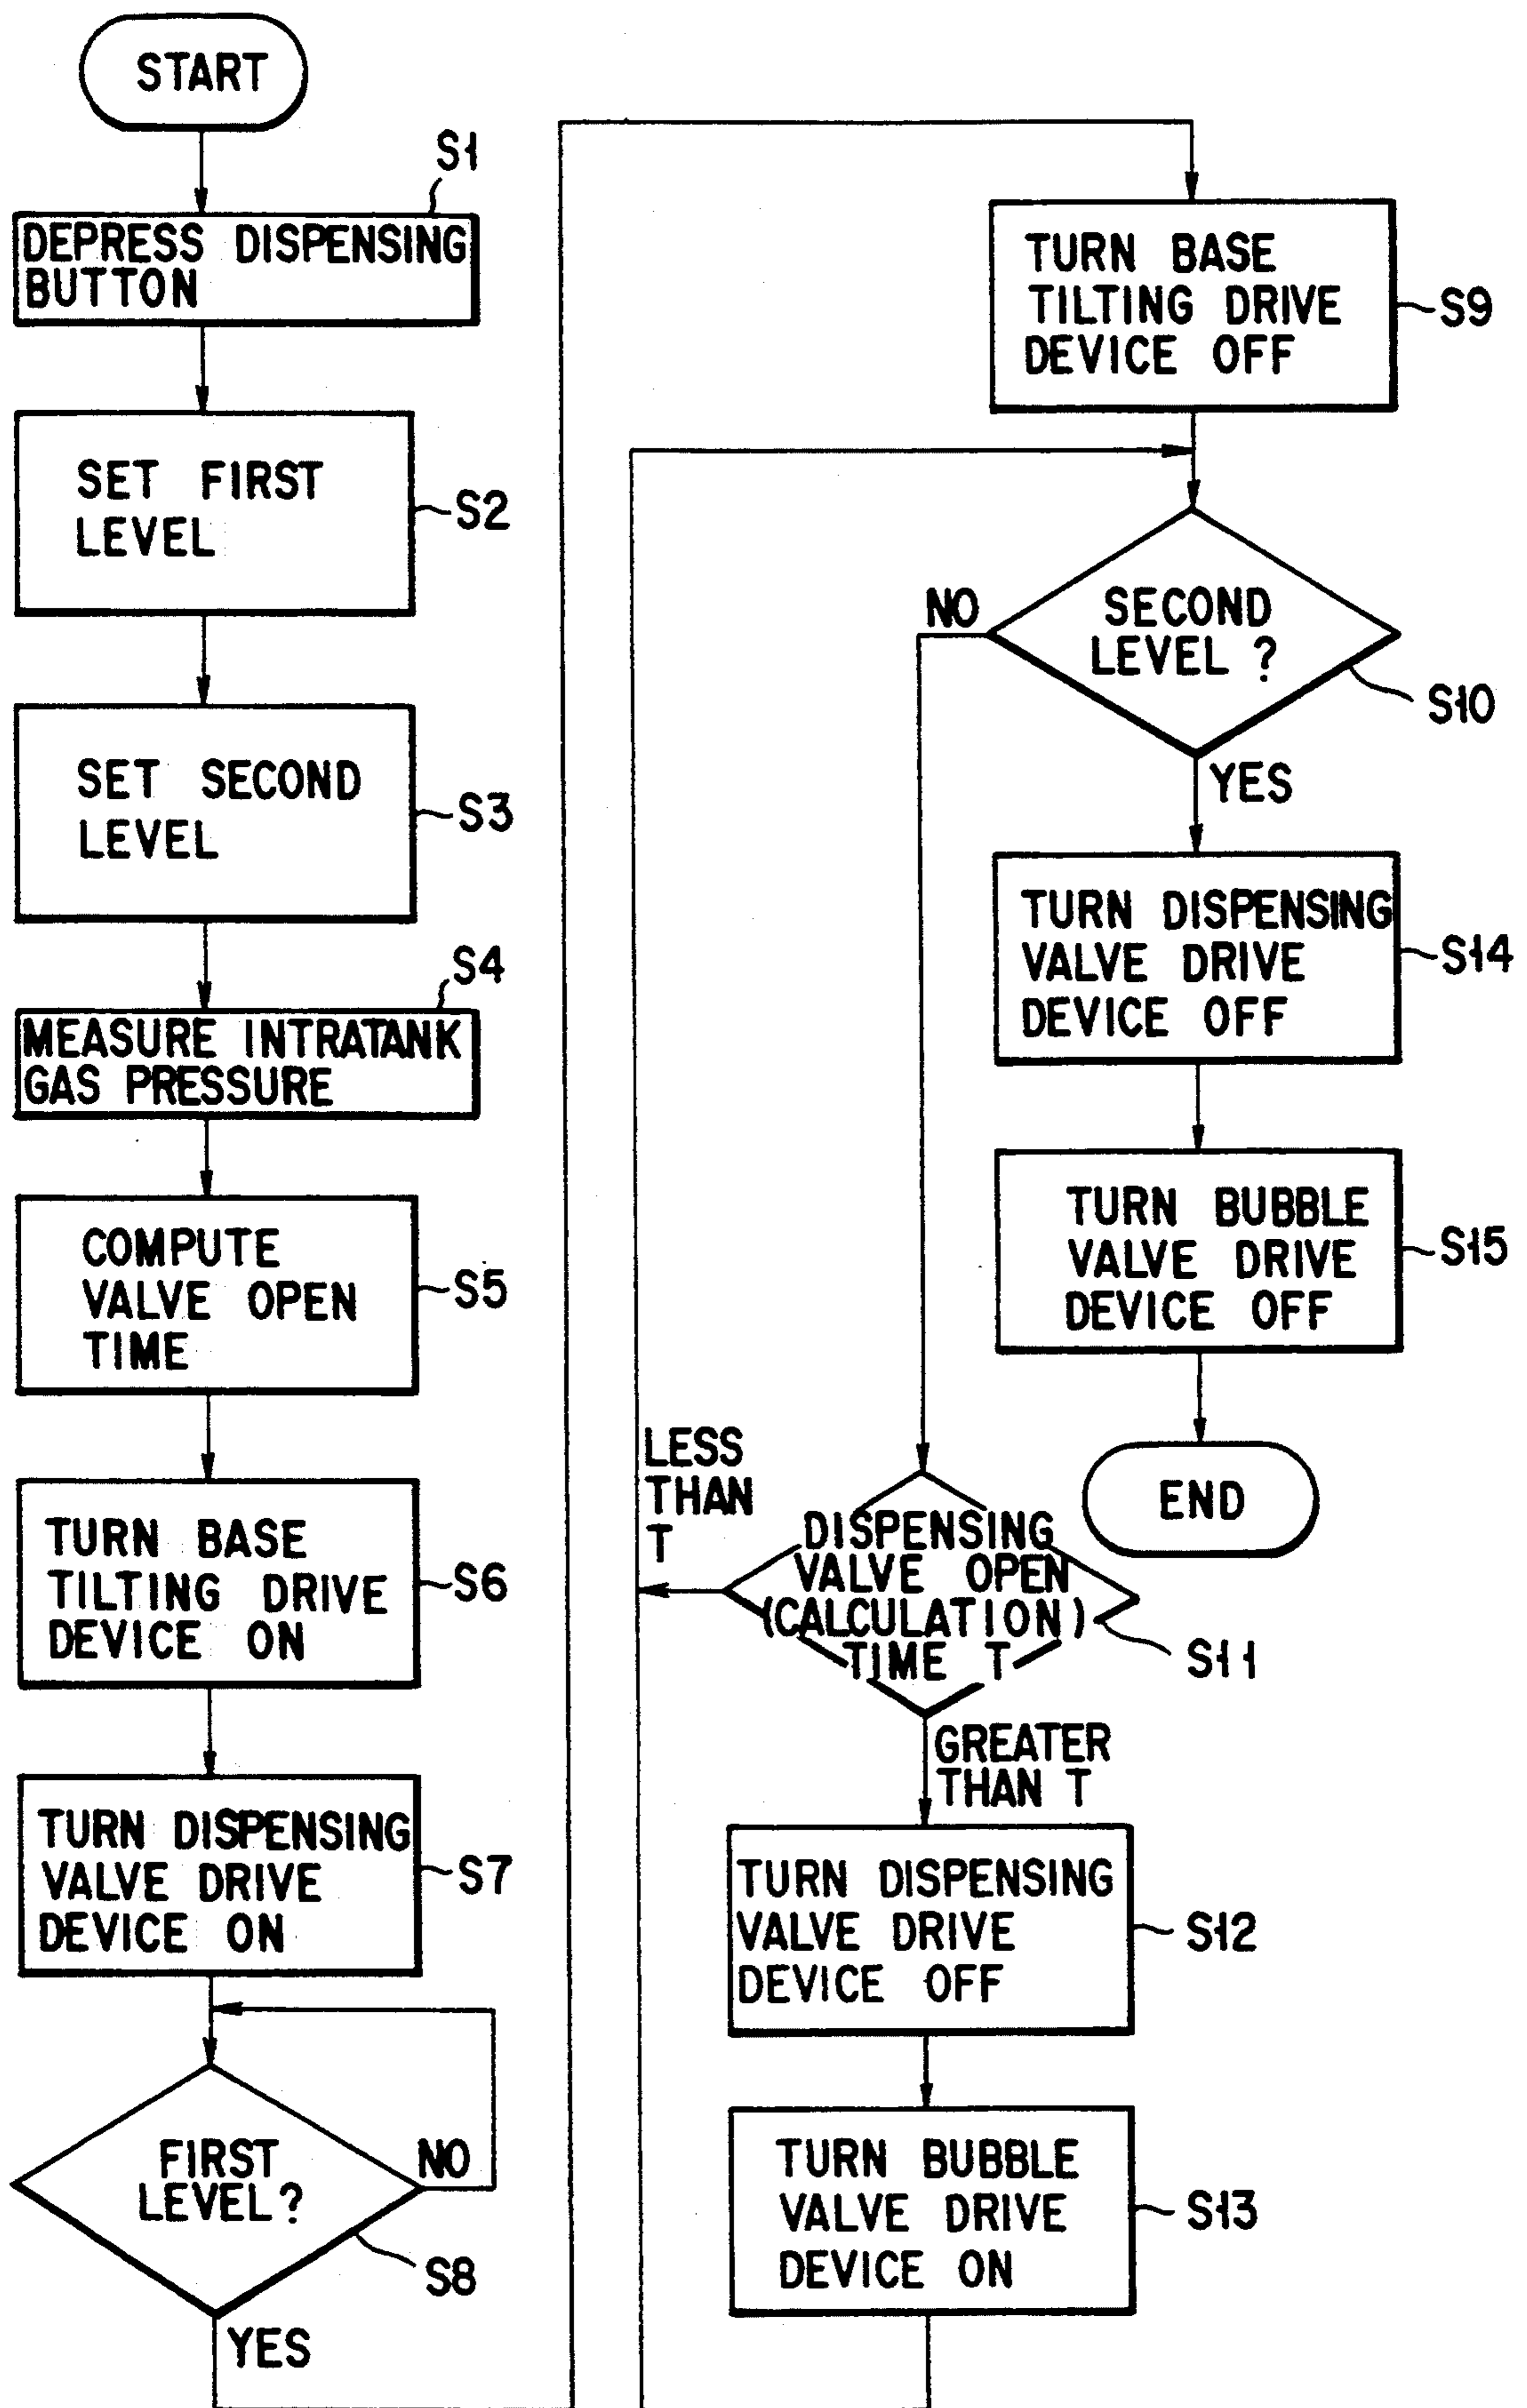 START
S1
DEPRESS DISPENSING
BUTTON
SET FIRST
LEVEL
S2
SET SECOND
LEVEL
S3
S4
MEASURE INTRATANK
GAS PRESSURE
COMPUTE
VALVE OPEN
TIME
S5
TURN BASE
TILTING DRIVE
DEVICE ON
S6
TURN DISPENSING
VALVE DRIVE
DEVICE ON
S7
FIRST
LEVEL?
NO
S8
YES
TURN BASE
TILTING DRIVE
DEVICE OFF
S9
SECOND
LEVEL ?
NO
S10
YES
TURN DISPENSING
VALVE DRIVE
DEVICE OFF
S14
TURN BUBBLE
VALVE DRIVE
DEVICE OFF
S15
END
LESS
THAN
T
DISPENSING
VALVE OPEN
(CALCULATION)
TIME T
S11
GREATER
THAN T
TURN DISPENSING
VALVE DRIVE
DEVICE OFF
S12
TURN BUBBLE
VALVE DRIVE
DEVICE ON
S13